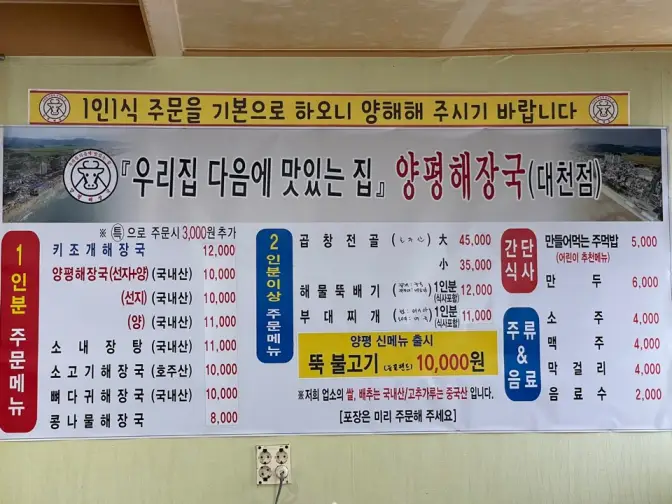 1인1식 주문을 기본으로 하오니 양해해 주시기 바랍니다
『우리집 다음에 맛있는 집』 양평해장국(대천점)
※ 특 으로 주문시 3,000원 추가
1인분 주문메뉴
키조개해장국 12,000
양평해장국(선지+양) (국내산) 10,000
(선지) (국내산) 10,000
(양) (국내산) 11,000
소내장탕 (국내산) 11,000
소고기해장국 (호주산) 10,000
뼈다귀해장국 (국내산) 10,000
콩나물해장국 8,000
2인분이상 주문메뉴
곱창전골 大 45,000
小 35,000
해물뚝배기 1인분 (식사포함) 12,000
부대찌개 1인분 (식사포함) 11,000
양평 신메뉴 출시
뚝 불고기 10,000원
※저희 업소의 쌀, 배추는 국내산/고추가루는 중국산 입니다.
[포장은 미리 주문해 주세요]
간단식사
만들어먹는 주먹밥 5,000
(어린이 추천메뉴)
만두 6,000
주류&음료
소주 4,000
맥주 4,000
막걸리 4,000
음료수 2,000